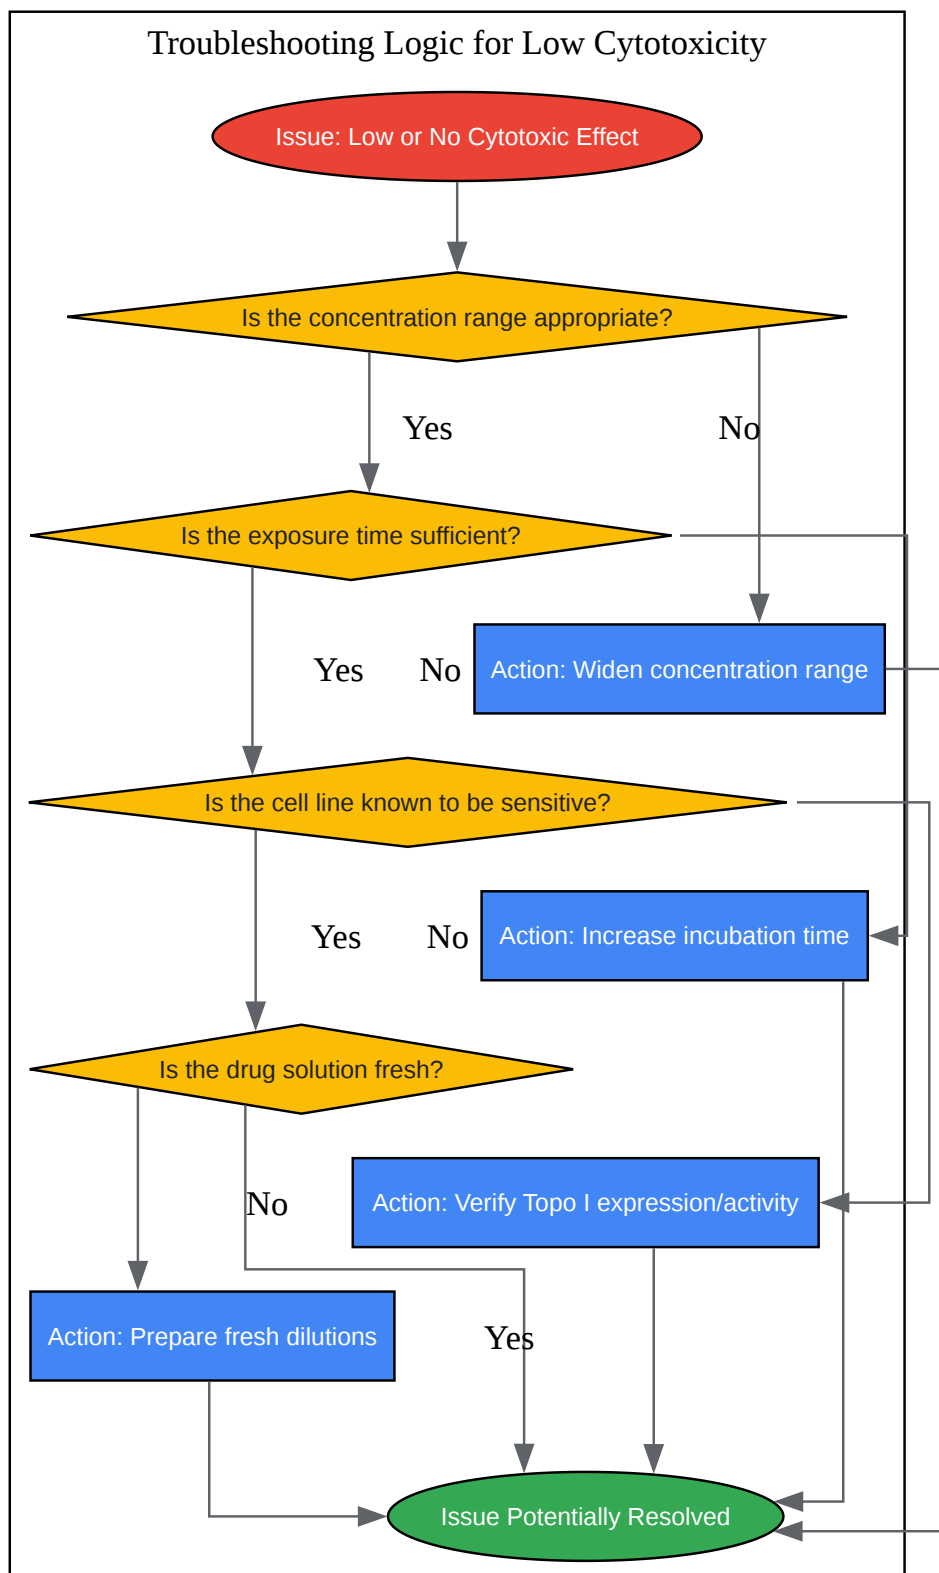 Troubleshooting Logic for Low Cytotoxicity
Issue: Low or No Cytotoxic Effect
Is the concentration range appropriate?
Yes
No
Is the exposure time sufficient?
Yes
No
Action: Widen concentration range
Is the cell line known to be sensitive?
Yes
No
Action: Increase incubation time
Is the drug solution fresh?
No
Action: Verify Topo I expression/activity
Action: Prepare fresh dilutions
Yes
Issue Potentially Resolved